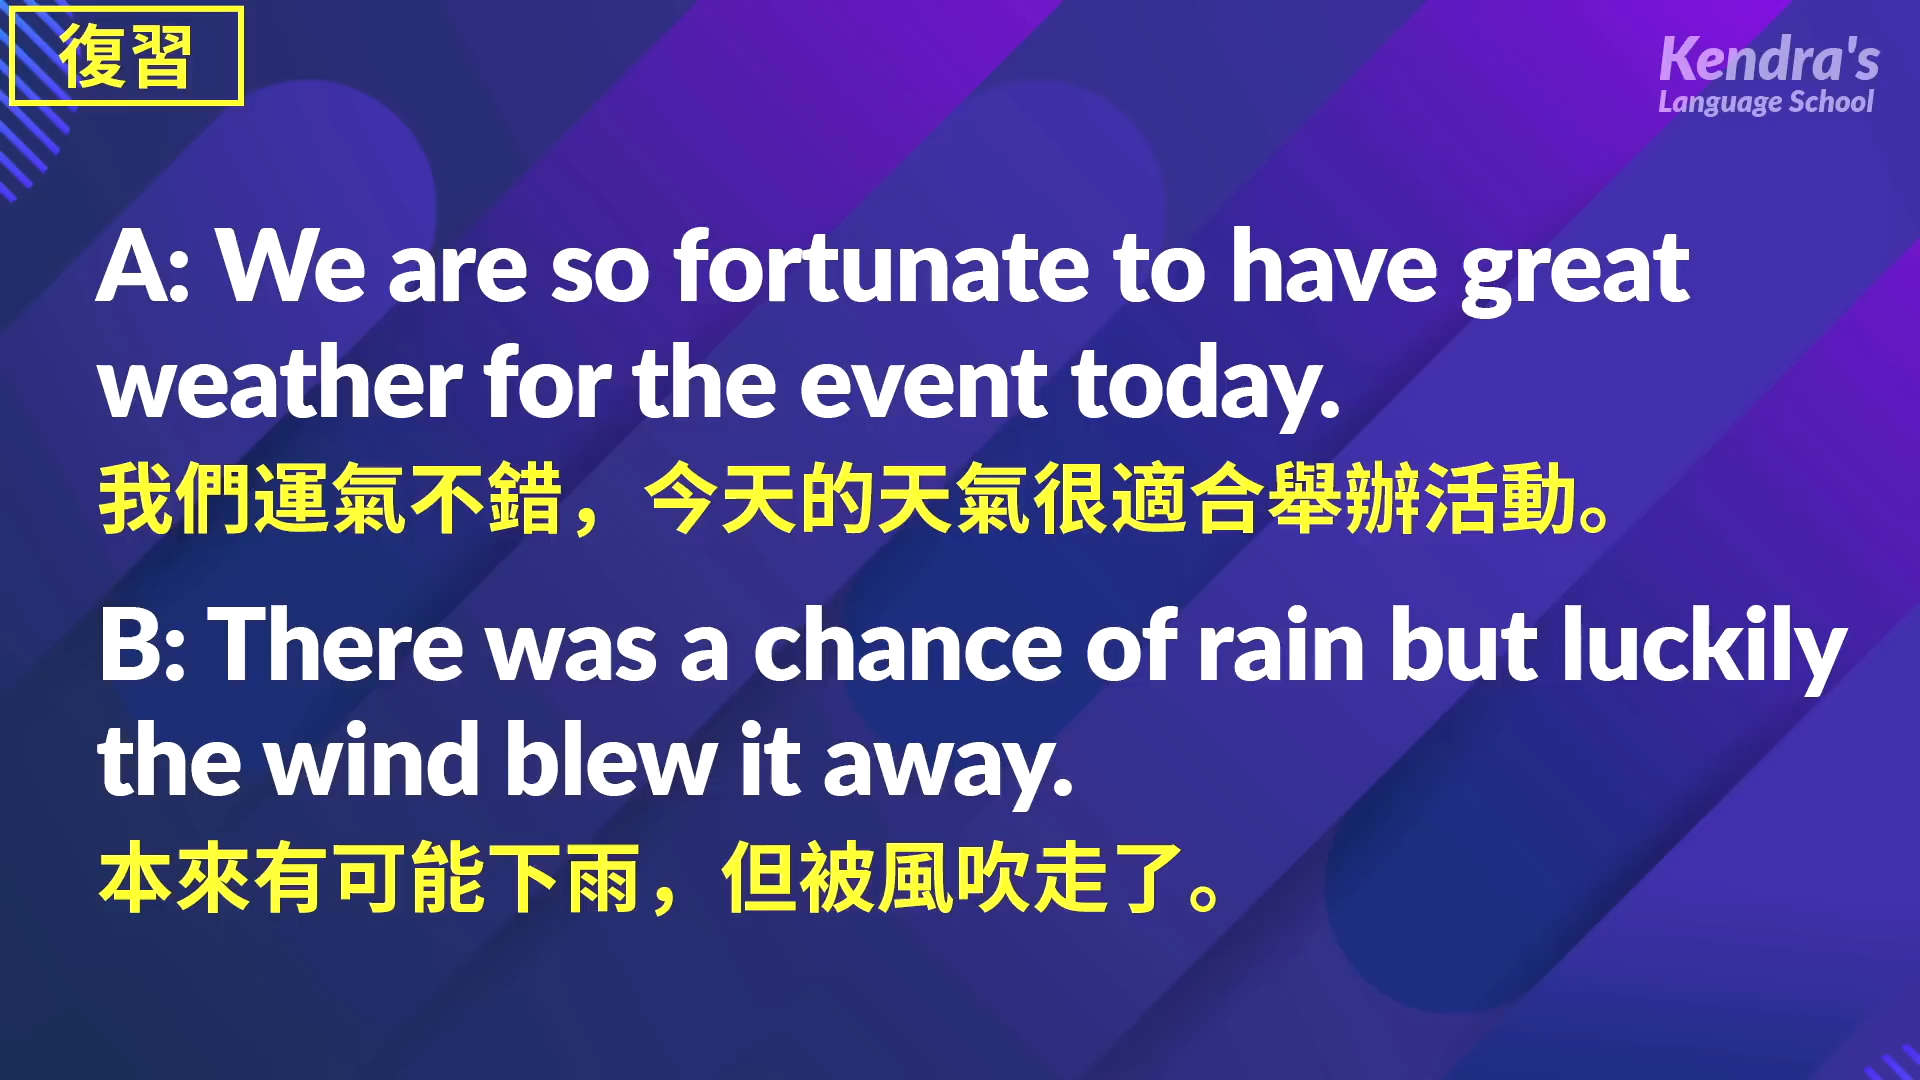 復習
Kendra's
Language School
A: We are so fortunate to have great
weather for the event today.
我們運氣不錯，今天的天氣很適合舉辦活動。
B: There was a chance of rain but luckily
the wind blew it away.
本來有可能下雨，但被風吹走了。